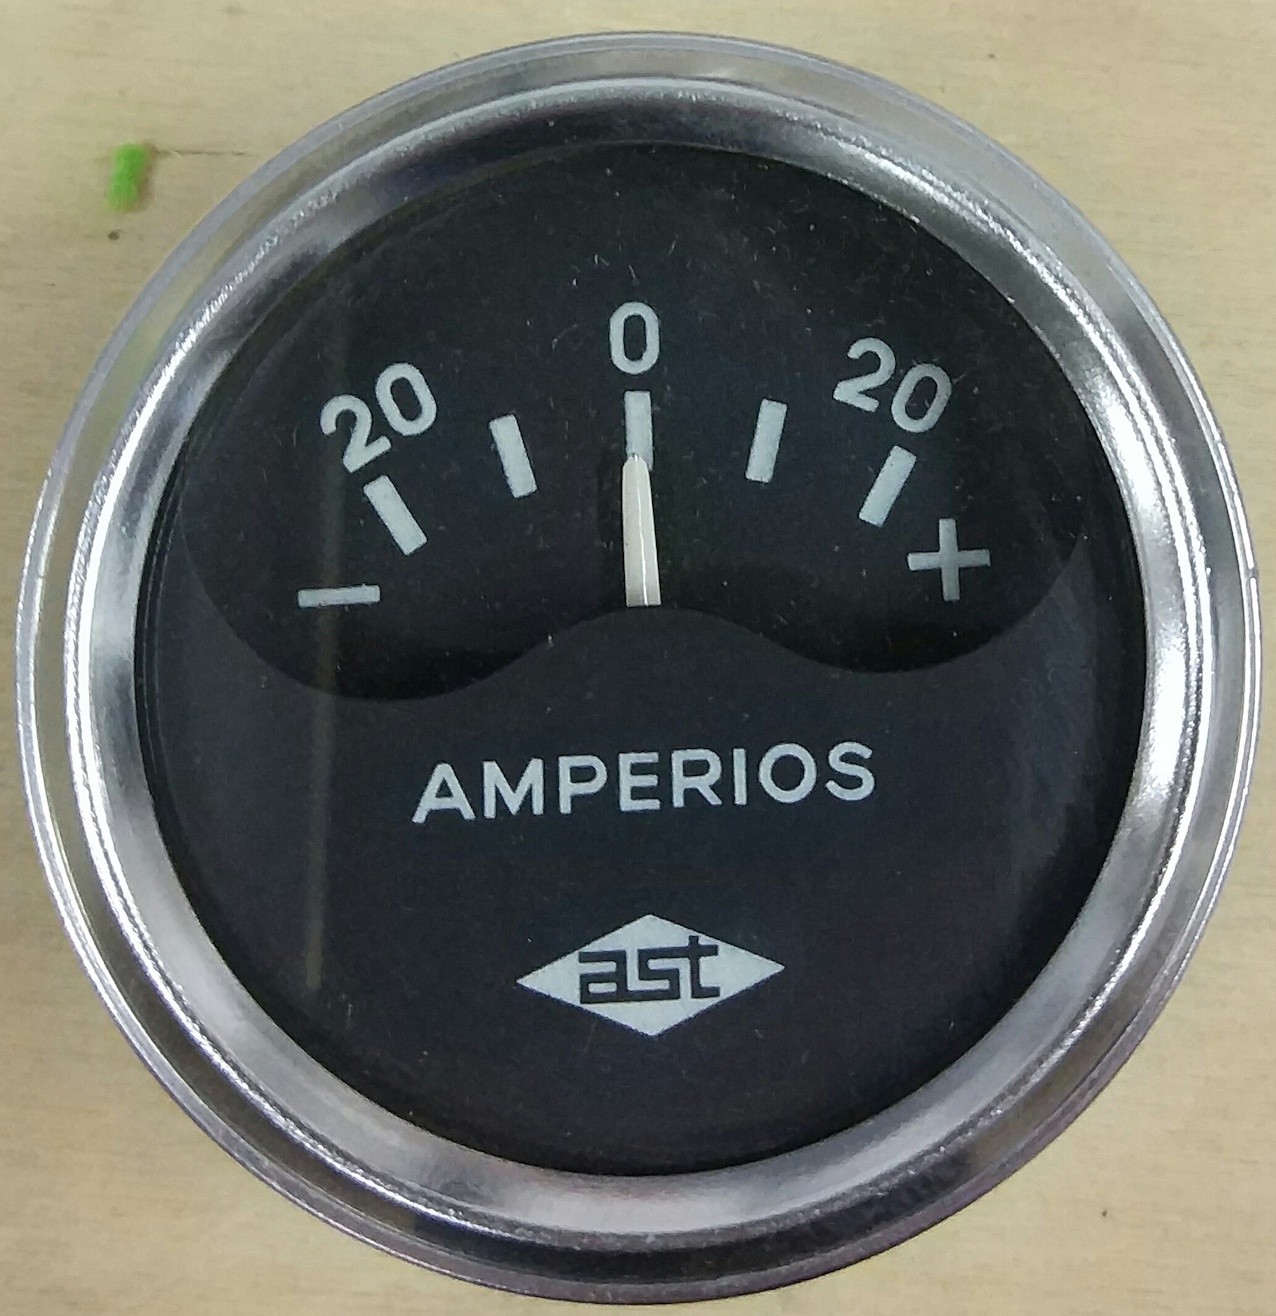 20 0 20
− +
AMPERIOS
ast